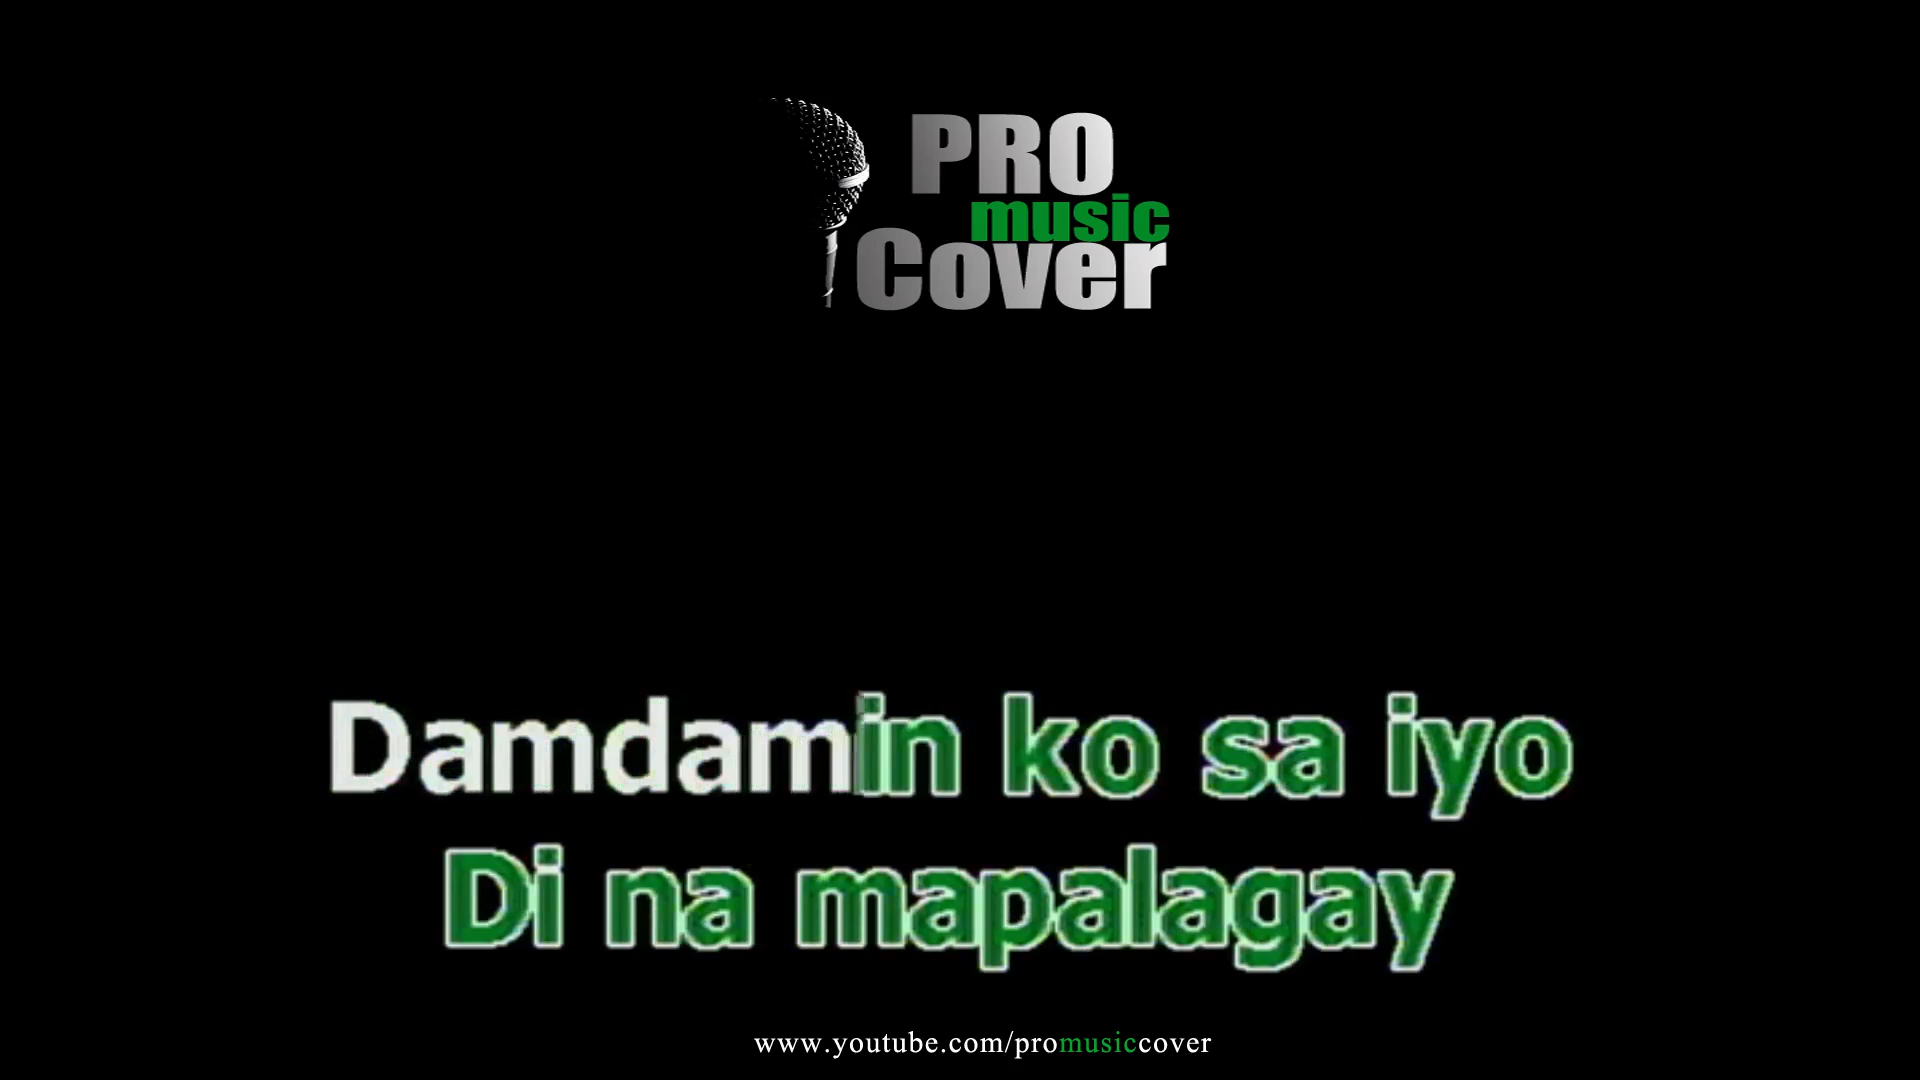 PRO
music
Cover
Damdamin ko sa iyo
Di na mapalagay
www.youtube.com/promusiccover